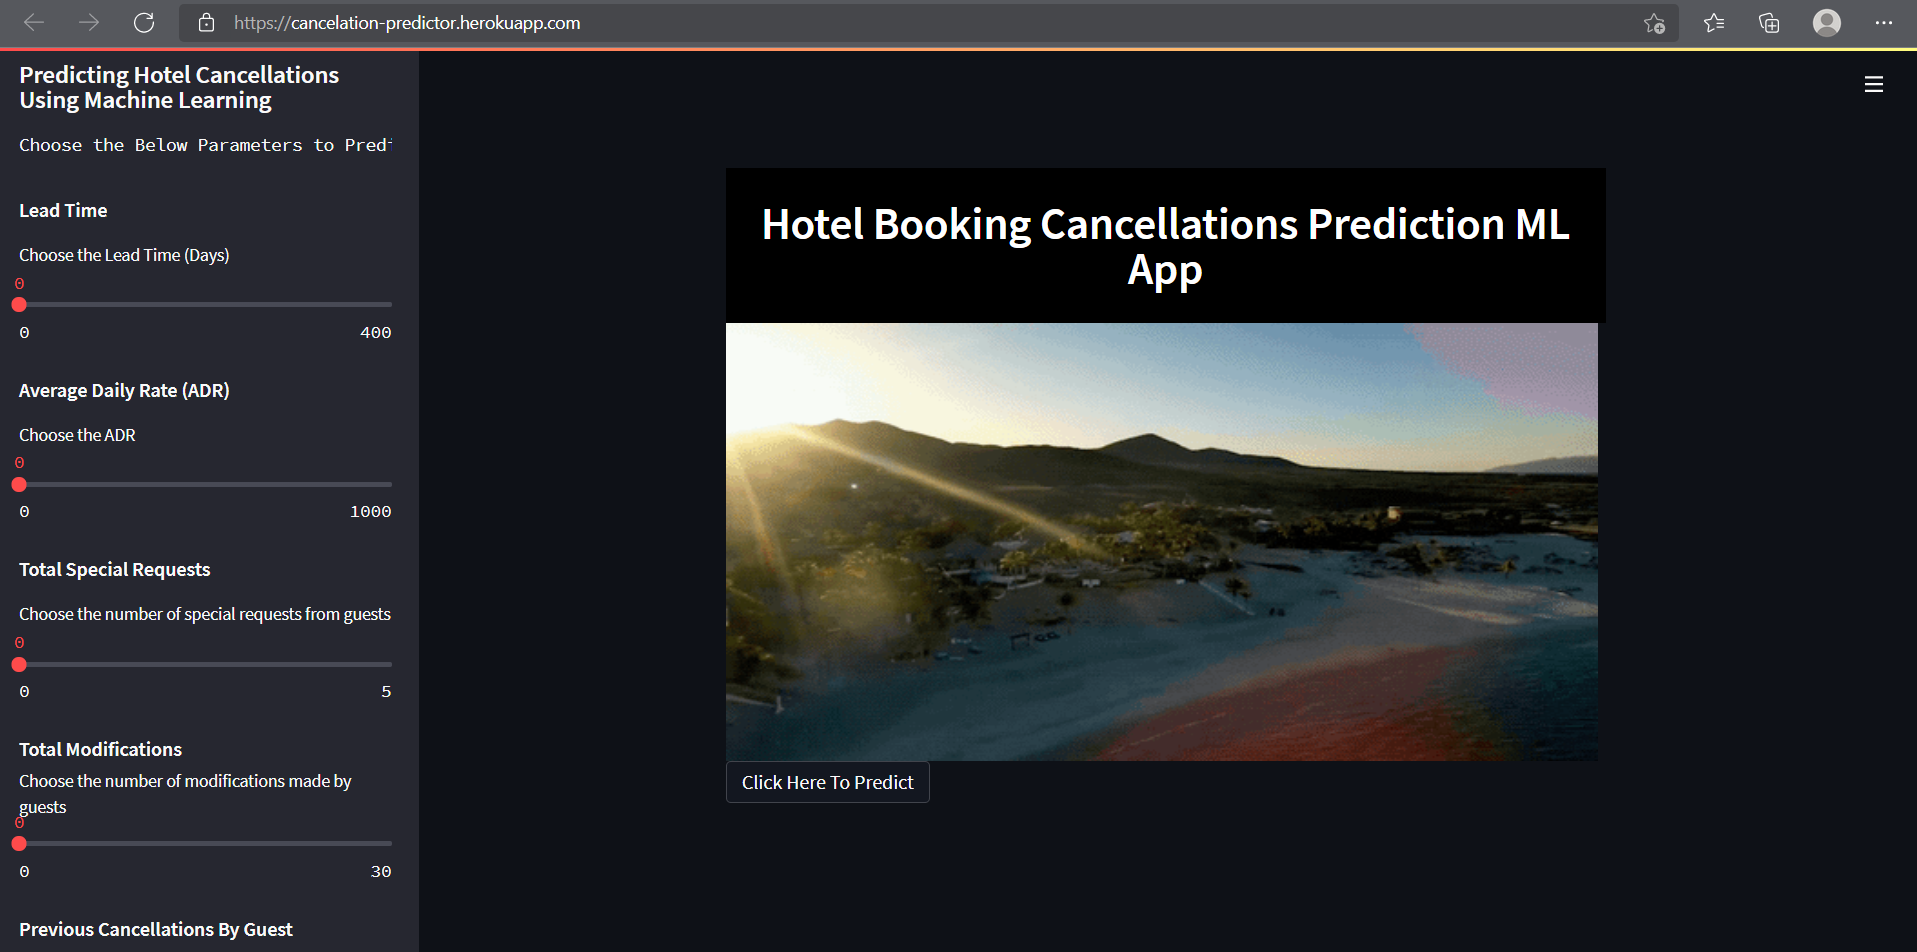 https://cancelation-predictor.herokuapp.com
Predicting Hotel Cancellations
Using Machine Learning
Choose the Below Parameters to
Lead Time
Choose the Lead Time (Days)
0
0 400
Average Daily Rate (ADR)
Choose the ADR
0
0 1000
Total Special Requests
Choose the number of special requests from guests
0
0 5
Total Modifications
Choose the number of modifications made by
guests
0
0 30
Previous Cancellations By Guest
Hotel Booking Cancellations Prediction ML
App
Click Here To Predict